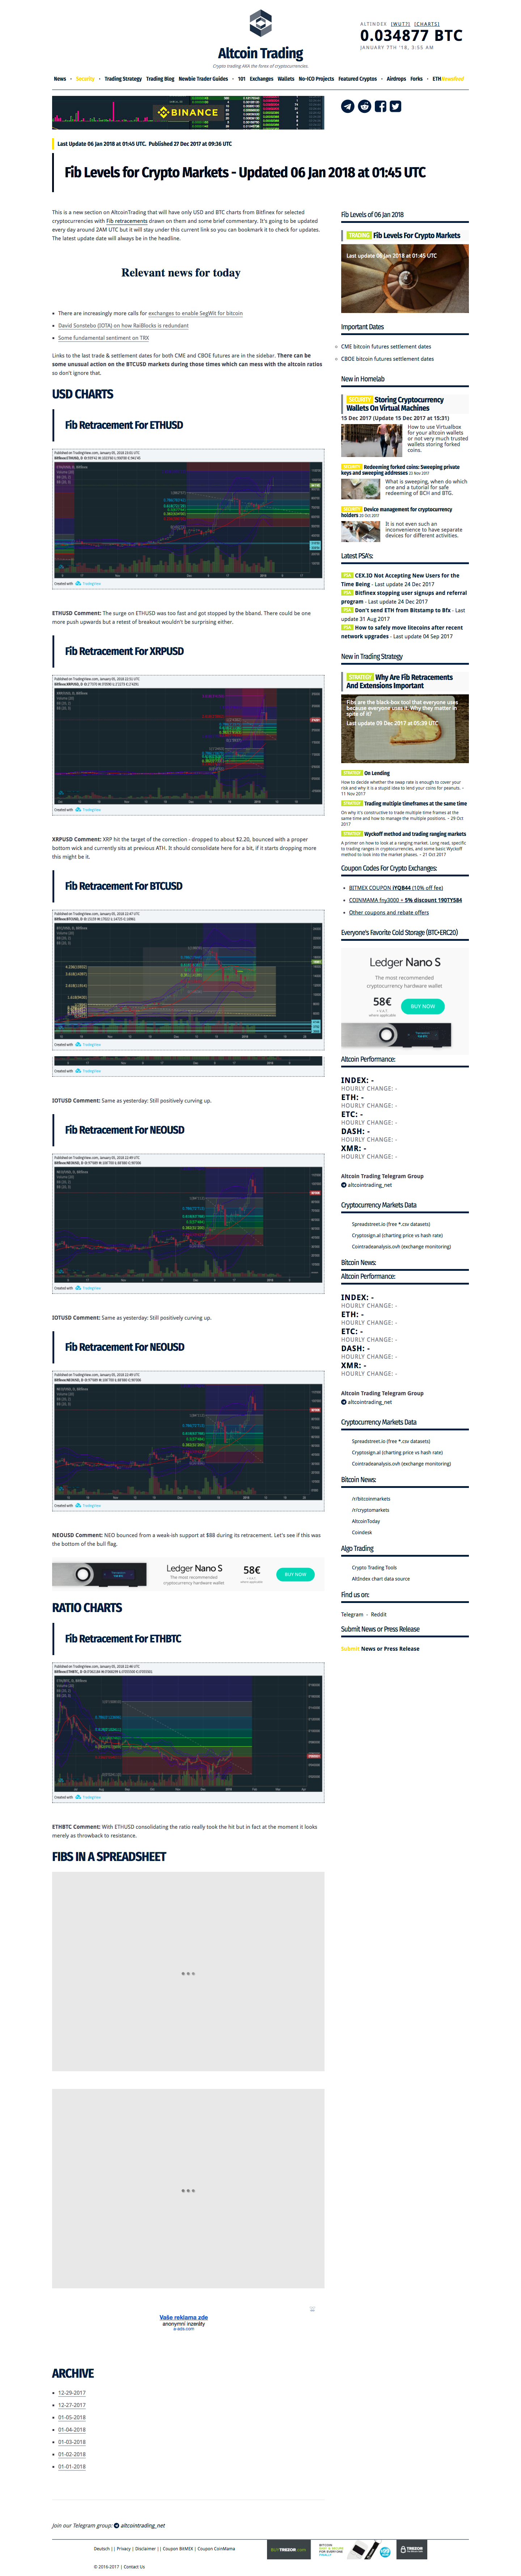 ALTINDEX [WUT?] [CHARTS]
0.034877 BTC
JANUARY 7TH '18, 3:55 AM
Altcoin Trading
Crypto trading AKA the forest of cryptocurrencies.
News • Security • Trading Strategy Trading Blog Newbie Trader Guides • 101 Exchanges Wallets No-ICO Projects Featured Cryptos • Airdrops Forks • ETH Newsfeed
BINANCE
Last Update 06 Jan 2018 at 01:45 UTC. Published 27 Dec 2017 at 09:36 UTC
Fib Levels for Crypto Markets - Updated 06 Jan 2018 at 01:45 UTC
This is a new section on AltcoinTrading that will have only USD and BTC charts from Bitfinex for selected
cryptocurrencies with Fib retracements drawn on them and some brief commentary. It's going to be updated
every day around 2AM UTC but it will stay under this current link so you can bookmark it to check for updates.
The latest update date will always be in the headline.
Relevant news for today
There are increasingly more calls for exchanges to enable SegWit for bitcoin
David Sonstebo (IOTA) on how RaiBlocks is redundant
Some fundamental sentiment on TRX
Links to the last trade & settlement dates for both CME and CBOE futures are in the sidebar. There can be
some unusual action on the BTCUSD markets during those times which can mess with the altcoin ratios
so don't ignore that.
USD CHARTS
Fib Retracement For ETHUSD
Created with TradingView
ETHUSD Comment: The surge on ETHUSD was too fast and got stopped by the bband. There could be one
more push upwards but either a retest of breakout wouldn't be surprising either.
Fib Retracement For XRPUSD
Created with TradingView
XRPUSD Comment: XRP hit the target of the correction - dropped to about $2.20, bounced with a proper
bottom wick and currently sits at previous ATH. It should consolidate here for a bit, if it starts dropping more
this might be it.
Fib Retracement For BTCUSD
Created with TradingView
Created with TradingView
IOTUSD Comment: Same as yesterday: Still positively curving up.
Fib Retracement For NEOUSD
Created with TradingView
IOTUSD Comment: Same as yesterday: Still positively curving up.
Fib Retracement For NEOUSD
Created with TradingView
NEOUSD Comment: NEO bounced from a weak-ish support at $88 during its retracement. Let's see if this was
the bottom of the bull flag.
Ledger Nano S
The most recommended
cryptocurrency hardware wallet
58€
+ V.A.T
where applicable
BUY NOW
RATIO CHARTS
Fib Retracement For ETHBTC
Created with TradingView
ETHBTC Comment: With ETHUSD consolidating the ratio really took the hit but in fact at the moment it looks
merely as throwback to resistance.
FIBS IN A SPREADSHEET
Vaše reklama zde
anonymní inzeráty
a-ads.com
ARCHIVE
12-29-2017
12-27-2017
01-05-2018
01-04-2018
01-03-2018
01-02-2018
01-01-2018
Join our Telegram group: altcointrading_net
Fib Levels of 06 Jan 2018
TRADING Fib Levels For Crypto Markets
Last update 06 Jan 2018 at 01:45 UTC
Important Dates
CME bitcoin futures settlement dates
CBOE bitcoin futures settlement dates
New in Homelab
SECURITY Storing Cryptocurrency
Wallets On Virtual Machines
15 Dec 2017 (Update 15 Dec 2017 at 15:31)
How to use Virtualbox
for your altcoin wallets
or not very much trusted
wallets storing forked
coins.
SECURITY Redeeming forked coins: Sweeping private
keys and sweeping addresses 23 Nov 2017
What is sweeping, when do which
one and a tutorial for safe
redeeming of BCH and BTG.
SECURITY Device management for cryptocurrency
holders 25 Oct 2017
It is not even such an
inconvenience to have separate
devices for different activities.
Latest PSA's:
PSA CEX.IO Not Accepting New Users for the
Time Being - Last update 24 Dec 2017
PSA Bitfinex stopping user signups and referral
program - Last update 24 Dec 2017
PSA Don't send ETH from Bitstamp to Bfx - Last
update 31 Aug 2017
PSA How to safely move litecoins after recent
network upgrades - Last update 04 Sep 2017
New in Trading Strategy
STRATEGY Why Are Fib Retracements
And Extensions Important
Fibs are the black-box tool that everyone uses
because everyone uses it. Why they matter in
spite of it?
Last update 09 Dec 2017 at 05:30 UTC
STRATEGY On Lending
How to decide whether the swap rate is enough to cover your
risk and why it is a stupid idea to lend your coins for peanuts. -
11 Nov 2017
STRATEGY Trading multiple timeframes at the same time
On why it's constructive to trade multiple time frames at the
same time and how to manage the multiple positions. - 29 Oct
2017
STRATEGY Wyckoff method and trading ranging markets
A primer on how to look at a ranging market. Long read, specific
to trading ranges in cryptocurrencies, and some basic Wyckoff
method to look into the market phases. - 21 Oct 2017
Coupon Codes For Crypto Exchanges:
BITMEX COUPON iYQB44 (10% off fee)
COINMAMA fny3000 + 5% discount 190TY584
Other coupons and rebate offers
Everyone's Favorite Cold Storage (BTC+ERC20)
Ledger Nano S
The most recommended
cryptocurrency hardware wallet
58€
+ V.A.T
where applicable
BUY NOW
Altcoin Performance:
INDEX: -
HOURLY CHANGE: -
ETH: -
HOURLY CHANGE: -
ETC: -
HOURLY CHANGE: -
DASH: -
HOURLY CHANGE: -
XMR: -
HOURLY CHANGE: -
Altcoin Trading Telegram Group
altcointrading_net
Cryptocurrency Markets Data
Spreadstreet.io (free *.csv datasets)
Cryptosign.al (charting price vs hash rate)
Cointradeanalysis.ovh (exchange monitoring)
Bitcoin News:
Altcoin Performance:
INDEX: -
HOURLY CHANGE: -
ETH: -
HOURLY CHANGE: -
ETC: -
HOURLY CHANGE: -
DASH: -
HOURLY CHANGE: -
XMR: -
HOURLY CHANGE: -
Altcoin Trading Telegram Group
altcointrading_net
Cryptocurrency Markets Data
Spreadstreet.io (free *.csv datasets)
Cryptosign.al (charting price vs hash rate)
Cointradeanalysis.ovh (exchange monitoring)
Bitcoin News:
/r/bitcoinmarkets
/r/cryptomarkets
AltcoinToday
Coindesk
Algo Trading
Crypto Trading Tools
AltIndex chart data source
Find us on:
Telegram - Reddit
Submit News or Press Release
Submit News or Press Release
Deutsch || Privacy | Disclaimer || Coupon BitMEX | Coupon CoinMama
© 2016-2017 | Contact Us
BUYTREZOR.com
TREZOR